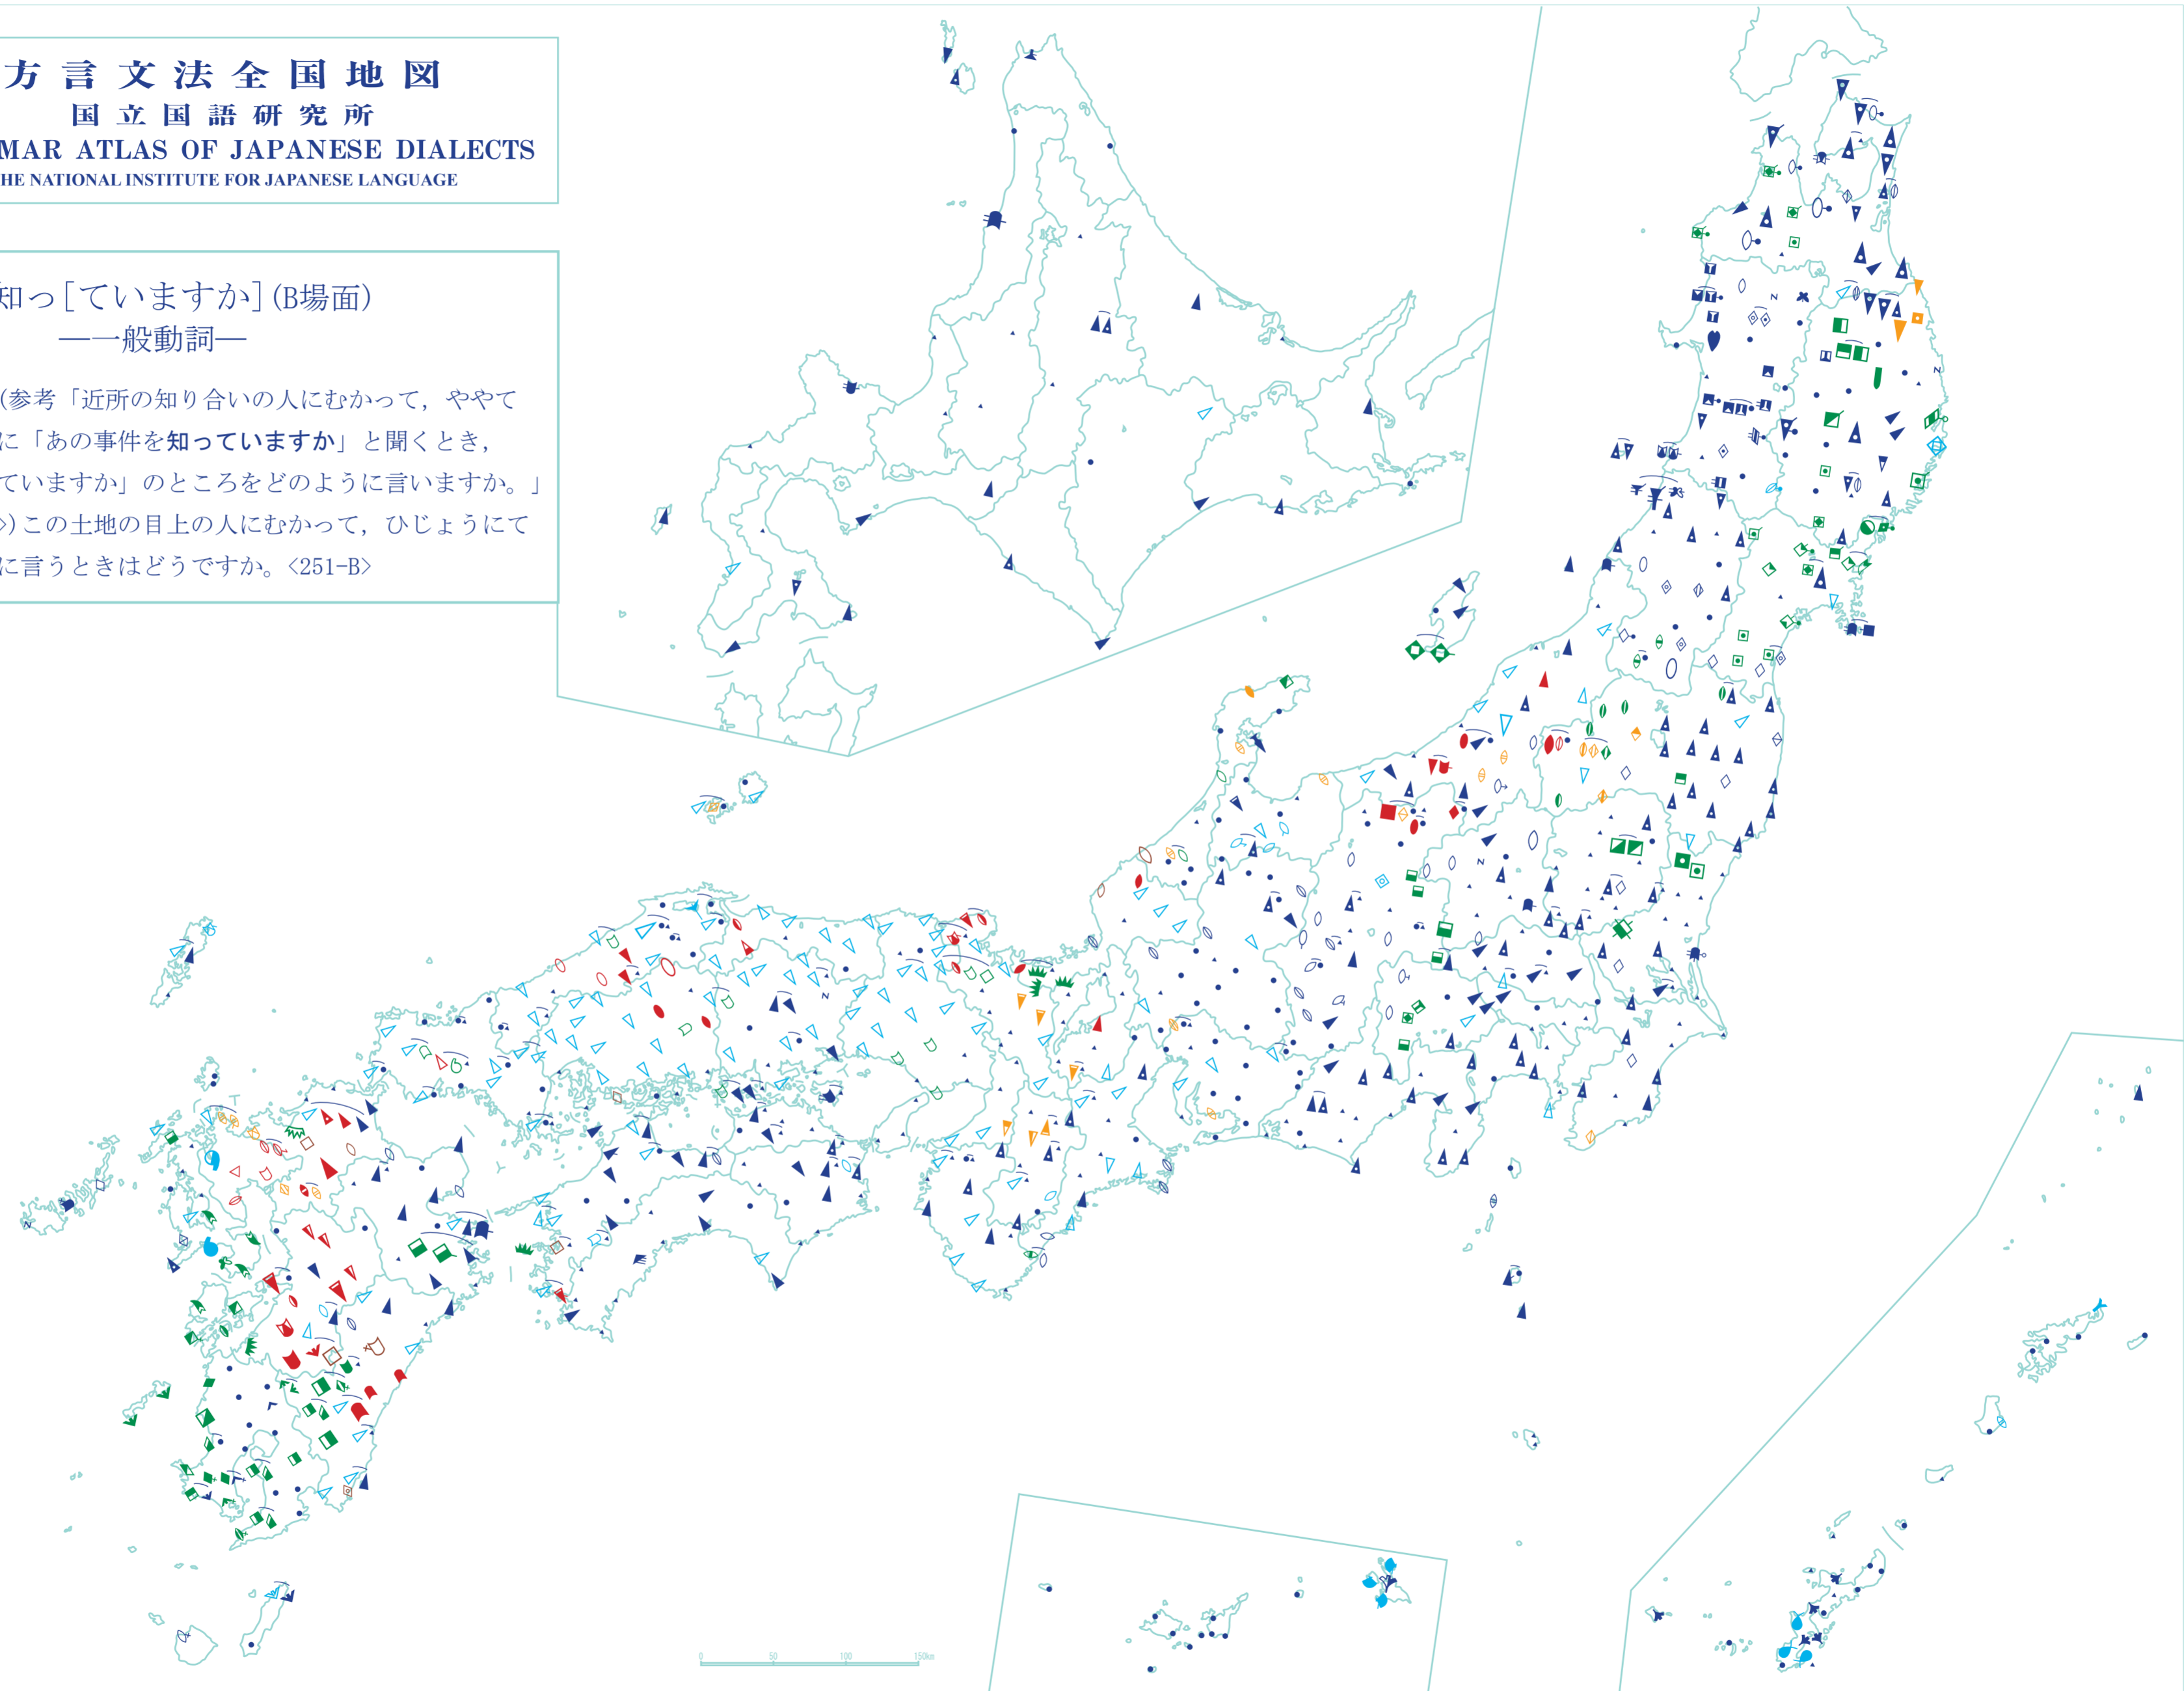 方言文法全国地図
国立国語研究所
MAR ATLAS OF JAPANESE DIALECTS
HE NATIONAL INSTITUTE FOR JAPANESE LANGUAGE
知っ[ていますか](B場面)
―一般動詞―
(参考「近所の知り合いの人にむかって，ややて
に「あの事件を知っていますか」と聞くとき，
ていますか」のところをどのように言いますか。」
>)この土地の目上の人にむかって，ひじょうにて
に言うときはどうですか。<251-B>
0 50 100 150km